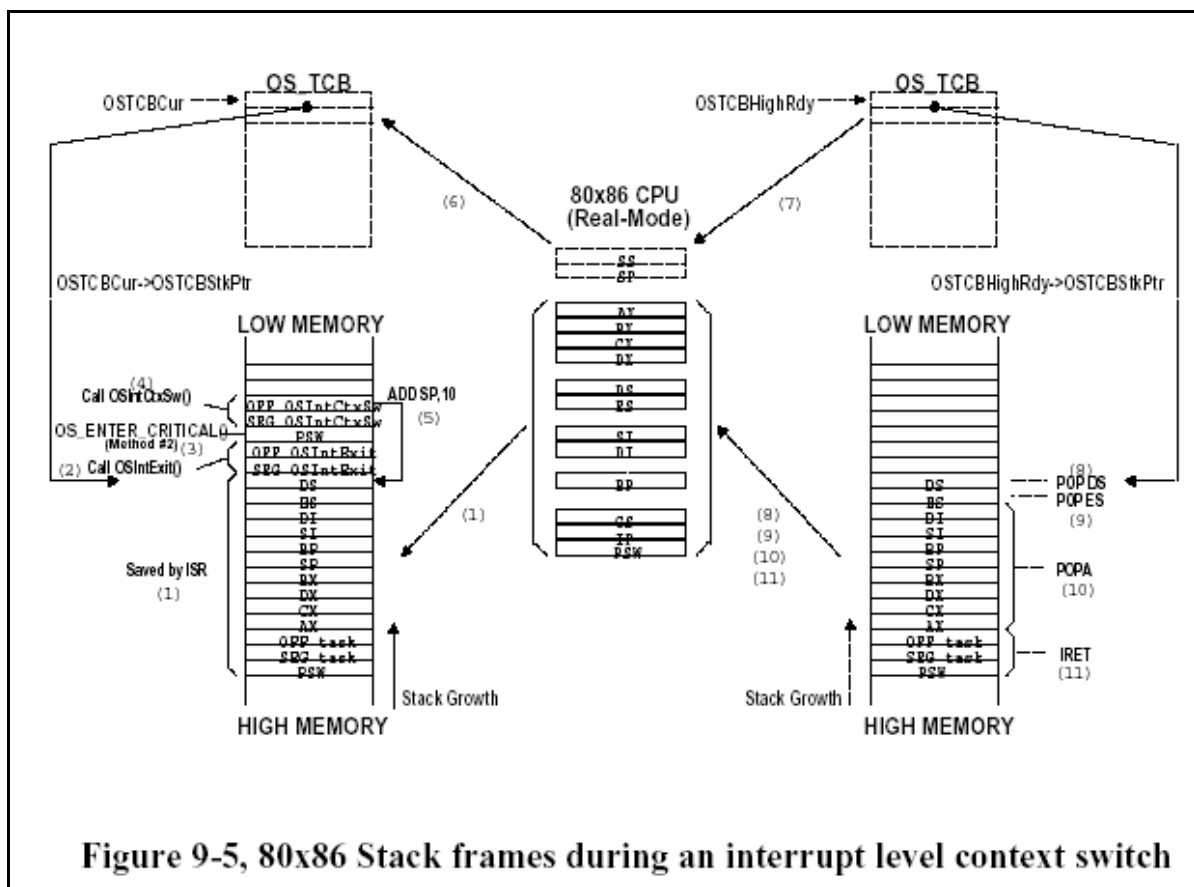 OS_TCB
OSTCBCur
OS_TCB
OSTCBHighRdy
(6)
80x86 CPU
(Real-Mode)
(7)
SS
SP
OSTCBCur->OSTCBStkPtr
OSTCBHighRdy->OSTCBStkPtr
LOW MEMORY
(4)
Call OSIntCtxSw()
OS_ENTER_CRITICAL()
(Method #2)
(3)
(2)
Call OSIntExit()
OFF OSIntCtxSw
SEG OSIntCtxSw
PSW
OFF OSIntExit
SEG OSIntExit
DS
ES
DI
SI
BP
SP
BX
DX
CX
AX
OFF task
SEG task
PSW
ADD SP,10
(5)
Saved by ISR
(1)
Stack Growth
HIGH MEMORY
AX
BX
CX
DX
DS
ES
SI
DI
BP
CS
IP
PSW
(1)
(8)
(9)
(10)
(11)
LOW MEMORY
DS
ES
DI
SI
BP
SP
BX
DX
CX
AX
OFF task
SEG task
PSW
(8)
POP DS
POP ES
(9)
POPA
(10)
IRET
(11)
Stack Growth
HIGH MEMORY
Figure 9-5, 80x86 Stack frames during an interrupt level context switch